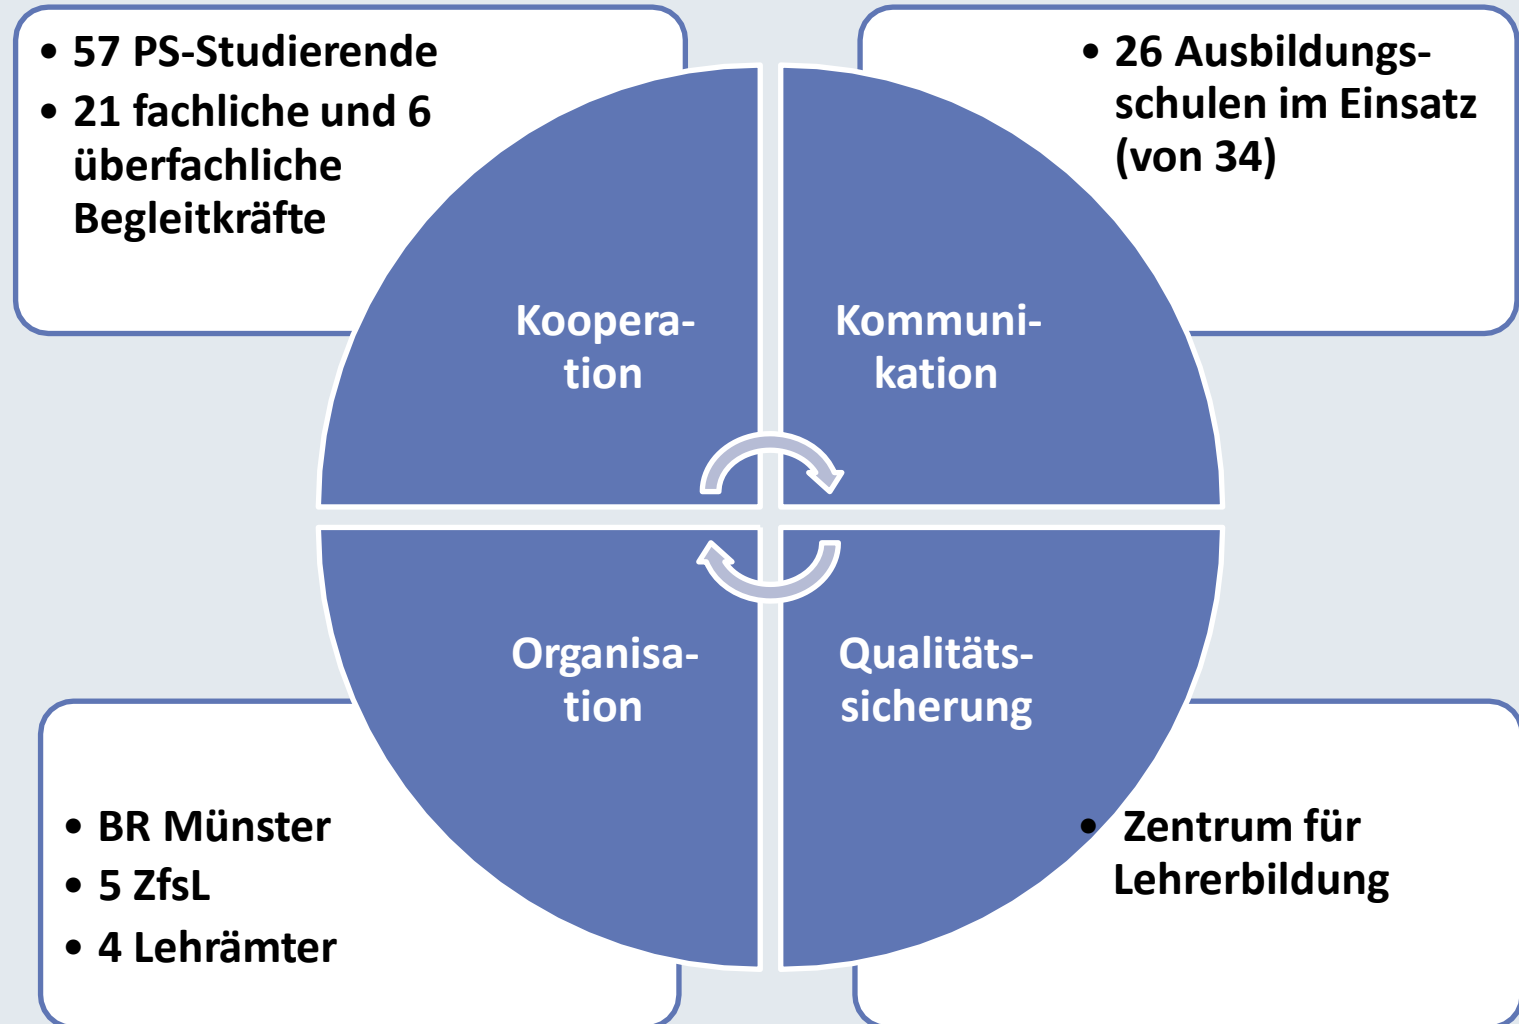 • 57 PS-Studierende
• 21 fachliche und 6
überfachliche
Begleitkräfte
• 26 Ausbildungs-
schulen im Einsatz
(von 34)
Koopera-
tion
Kommuni-
kation
Organisa-
tion
Qualitäts-
sicherung
• BR Münster
• 5 ZfsL
• 4 Lehrämter
• Zentrum für
Lehrerbildung